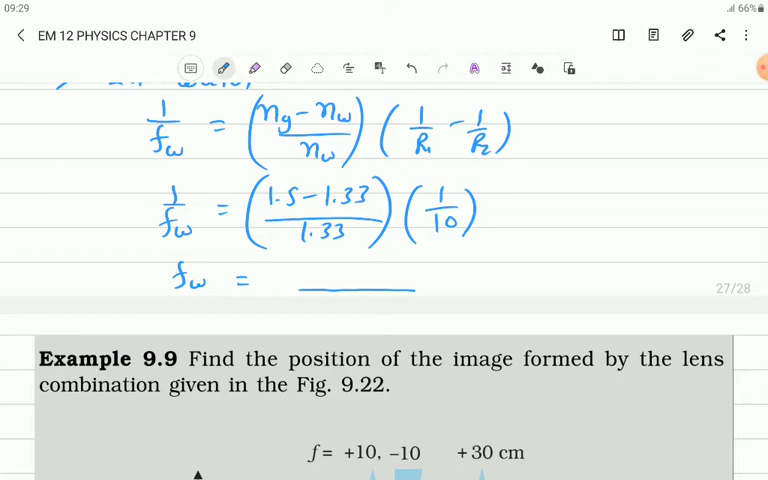 09:29 66%
EM 12 PHYSICS CHAPTER 9
1/f_w = ((n_g − n_w)/n_w) (1/R₁ − 1/R₂)
1/f_w = ((1.5 − 1.33)/1.33) (1/10)
f_w = ______
27/28
Example 9.9 Find the position of the image formed by the lens
combination given in the Fig. 9.22.
f = +10, −10 +30 cm